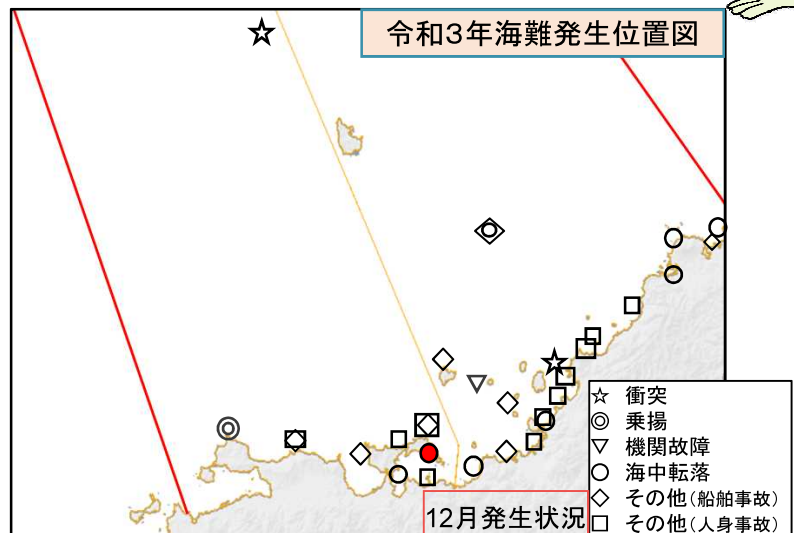 令和3年海難発生位置図
衝突
乗揚
機関故障
海中転落
その他(船舶事故)
その他(人身事故)
12月発生状況